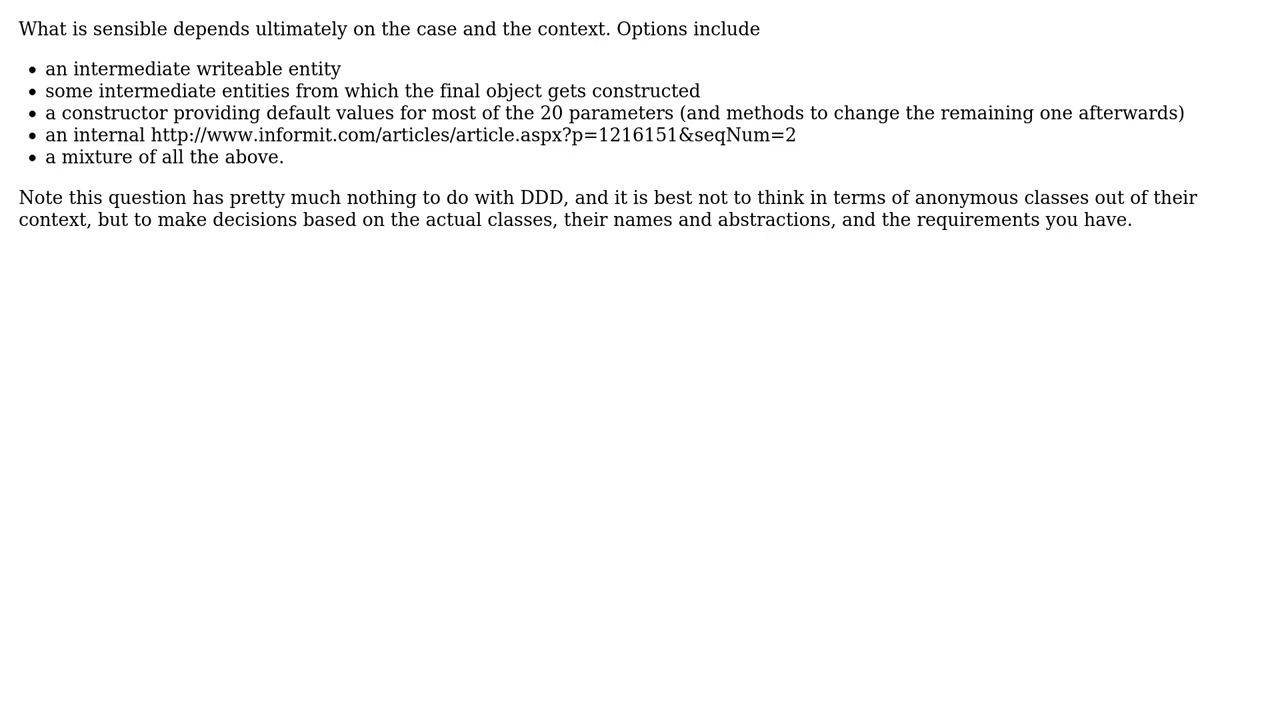 What is sensible depends ultimately on the case and the context. Options include
• an intermediate writeable entity
• some intermediate entities from which the final object gets constructed
• a constructor providing default values for most of the 20 parameters (and methods to change the remaining one afterwards)
• an internal http://www.informit.com/articles/article.aspx?p=1216151&seqNum=2
• a mixture of all the above.
Note this question has pretty much nothing to do with DDD, and it is best not to think in terms of anonymous classes out of their
context, but to make decisions based on the actual classes, their names and abstractions, and the requirements you have.